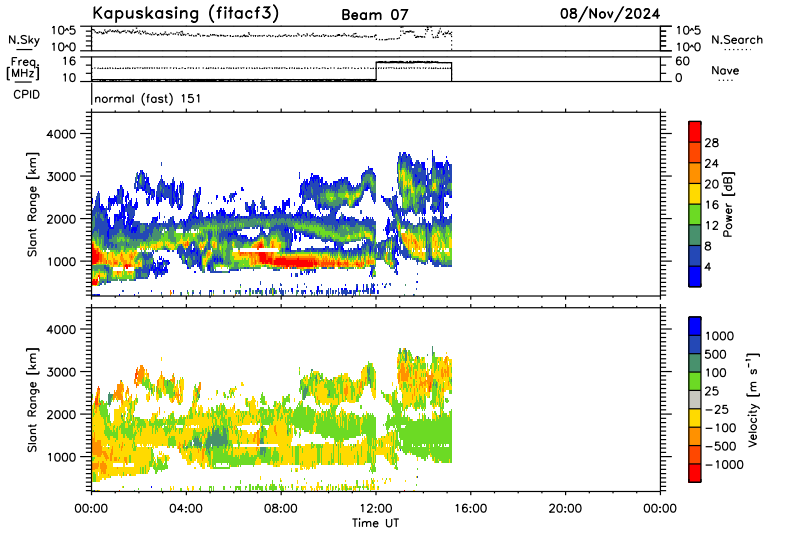 Kapuskasing (fitacf3) Beam 07 08/Nov/2024
N.Sky 10^5 10^0 10^5 10^0 N.Search
Freq. [MHz] 16 10 60 0 Nave
CPID normal (fast) 151
Slant Range [km] 4000 3000 2000 1000
Power [dB] 28 24 20 16 12 8 4
Slant Range [km] 4000 3000 2000 1000
Velocity [m s⁻¹] 1000 500 100 25 −25 −100 −500 −1000
00:00 04:00 08:00 12:00 16:00 20:00 00:00
Time UT